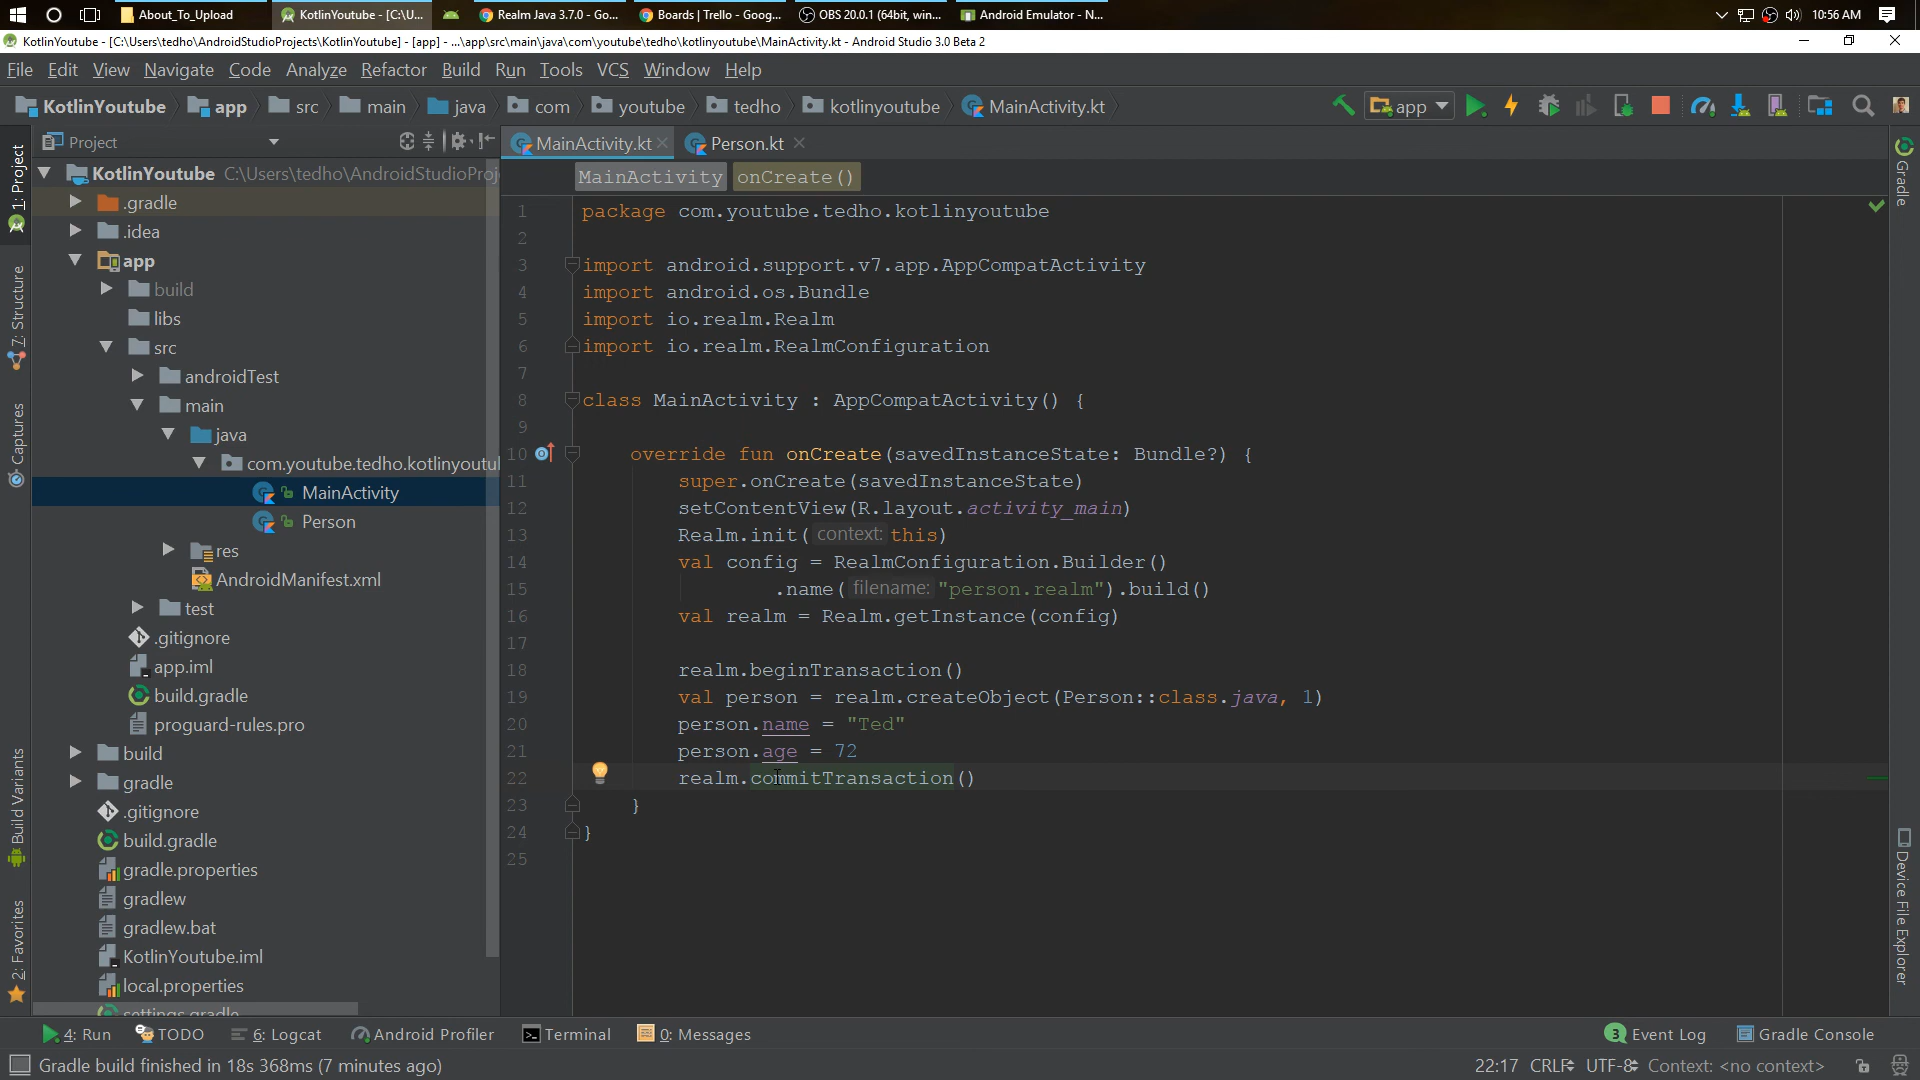 About_To_Upload
KotlinYoutube - [C:\U...
Realm Java 3.7.0 - Go...
Boards | Trello - Goog...
OBS 20.0.1 (64bit, win...
Android Emulator - N...
10:56 AM
KotlinYoutube - [C:\Users\tedho\AndroidStudioProjects\KotlinYoutube] - [app] - ...\app\src\main\java\com\youtube\tedho\kotlinyoutube\MainActivity.kt - Android Studio 3.0 Beta 2
File Edit View Navigate Code Analyze Refactor Build Run Tools VCS Window Help
KotlinYoutube app src main java com youtube tedho kotlinyoutube MainActivity.kt
app
Project
MainActivity.kt
Person.kt
1: Project
7: Structure
Captures
Build Variants
2: Favorites
KotlinYoutube C:\Users\tedho\AndroidStudioProj
.gradle
.idea
app
build
libs
src
androidTest
main
java
com.youtube.tedho.kotlinyoutu
MainActivity
Person
res
AndroidManifest.xml
test
.gitignore
app.iml
build.gradle
proguard-rules.pro
build
gradle
.gitignore
build.gradle
gradle.properties
gradlew
gradlew.bat
KotlinYoutube.iml
local.properties
settings.gradle
MainActivity onCreate()
1 package com.youtube.tedho.kotlinyoutube
2
3 import android.support.v7.app.AppCompatActivity
4 import android.os.Bundle
5 import io.realm.Realm
6 import io.realm.RealmConfiguration
7
8 class MainActivity : AppCompatActivity() {
9
10 override fun onCreate(savedInstanceState: Bundle?) {
11 super.onCreate(savedInstanceState)
12 setContentView(R.layout.activity_main)
13 Realm.init( context: this)
14 val config = RealmConfiguration.Builder()
15 .name( filename: "person.realm").build()
16 val realm = Realm.getInstance(config)
17
18 realm.beginTransaction()
19 val person = realm.createObject(Person::class.java, 1)
20 person.name = "Ted"
21 person.age = 72
22 realm.commitTransaction()
23 }
24 }
25
Gradle
Device File Explorer
4: Run
TODO
6: Logcat
Android Profiler
Terminal
0: Messages
3 Event Log
Gradle Console
Gradle build finished in 18s 368ms (7 minutes ago)
22:17 CRLF UTF-8 Context: <no context>